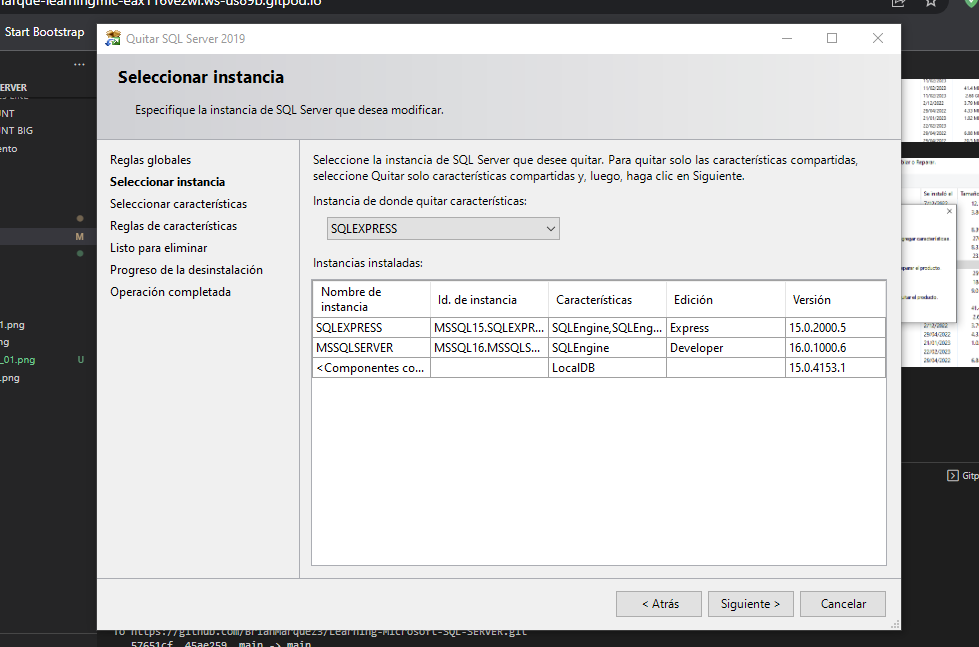 Start Bootstrap
Quitar SQL Server 2019
Seleccionar instancia
Especifique la instancia de SQL Server que desea modificar.
Reglas globales
Seleccionar instancia
Seleccionar características
Reglas de características
Listo para eliminar
Progreso de la desinstalación
Operación completada
Seleccione la instancia de SQL Server que desee quitar. Para quitar solo las características compartidas,
seleccione Quitar solo características compartidas y, luego, haga clic en Siguiente.
Instancia de donde quitar características:
SQLEXPRESS
Instancias instaladas:
Nombre de instancia Id. de instancia Características Edición Versión
SQLEXPRESS MSSQL15.SQLEXPR... SQLEngine,SQLEng... Express 15.0.2000.5
MSSQLSERVER MSSQL16.MSSQLS... SQLEngine Developer 16.0.1000.6
<Componentes co... LocalDB 15.0.4153.1
< Atrás Siguiente > Cancelar
ERVER
UNT BIG
ento
M
1.png
ng
_01.png U
.png
Se instaló el
Gitp
To https://github.com/BrianMarquez3/Learning-Microsoft-SQL-SERVER.git
57651cf..45ae259 main -> main